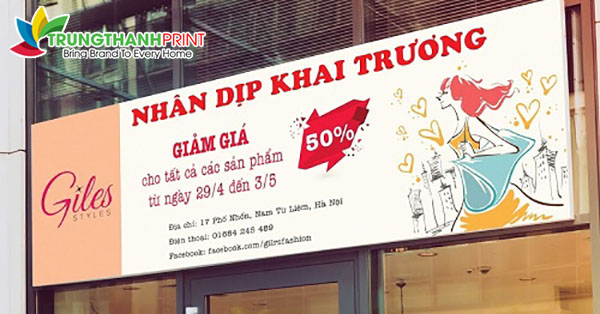 TRUNGTHANHPRINT
Bring Brand To Every Home
NHÂN DỊP KHAI TRƯƠNG
GIẢM GIÁ
50%
cho tất cả các sản phẩm
từ ngày 29/4 đến 3/5
Giles
STYLES
Địa chỉ: 17 Phố Nhổn, Nam Từ Liêm, Hà Nội
Điện thoại: 01684 245 489
Facebook: facebook.com/gilrzfashion